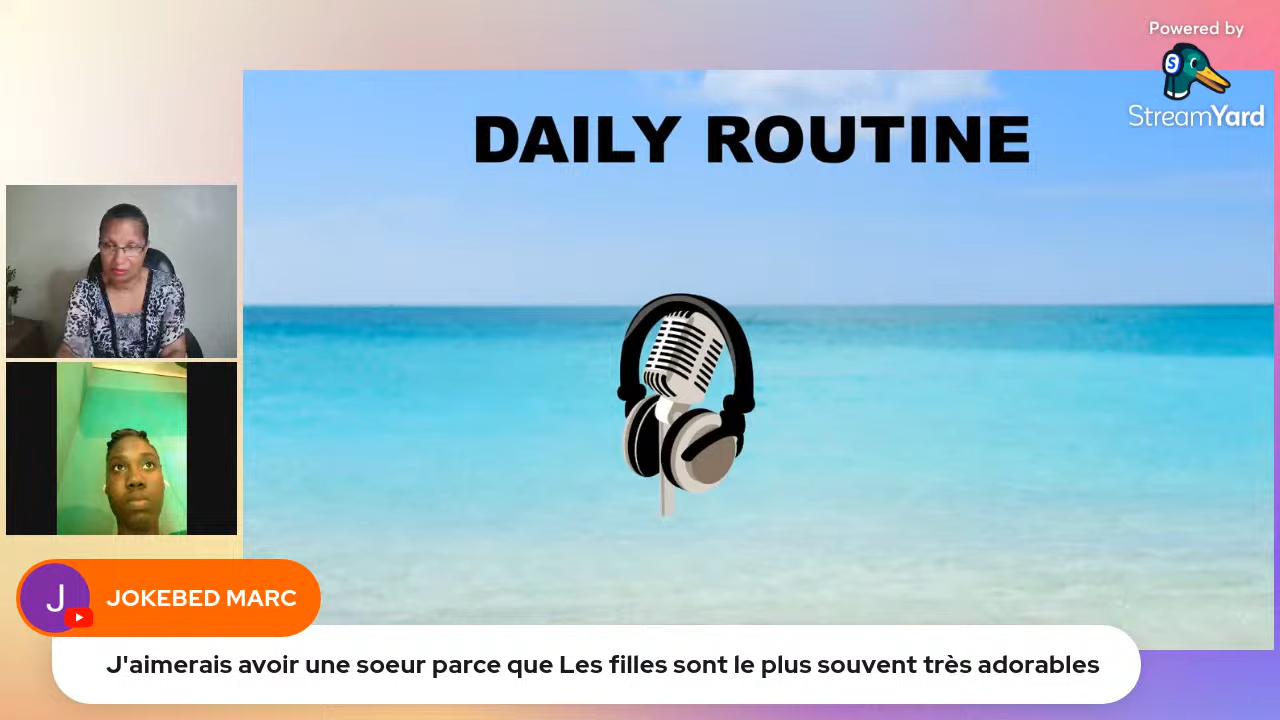 Powered by
S
StreamYard
DAILY ROUTINE
J
JOKEBED MARC
J'aimerais avoir une soeur parce que Les filles sont le plus souvent très adorables